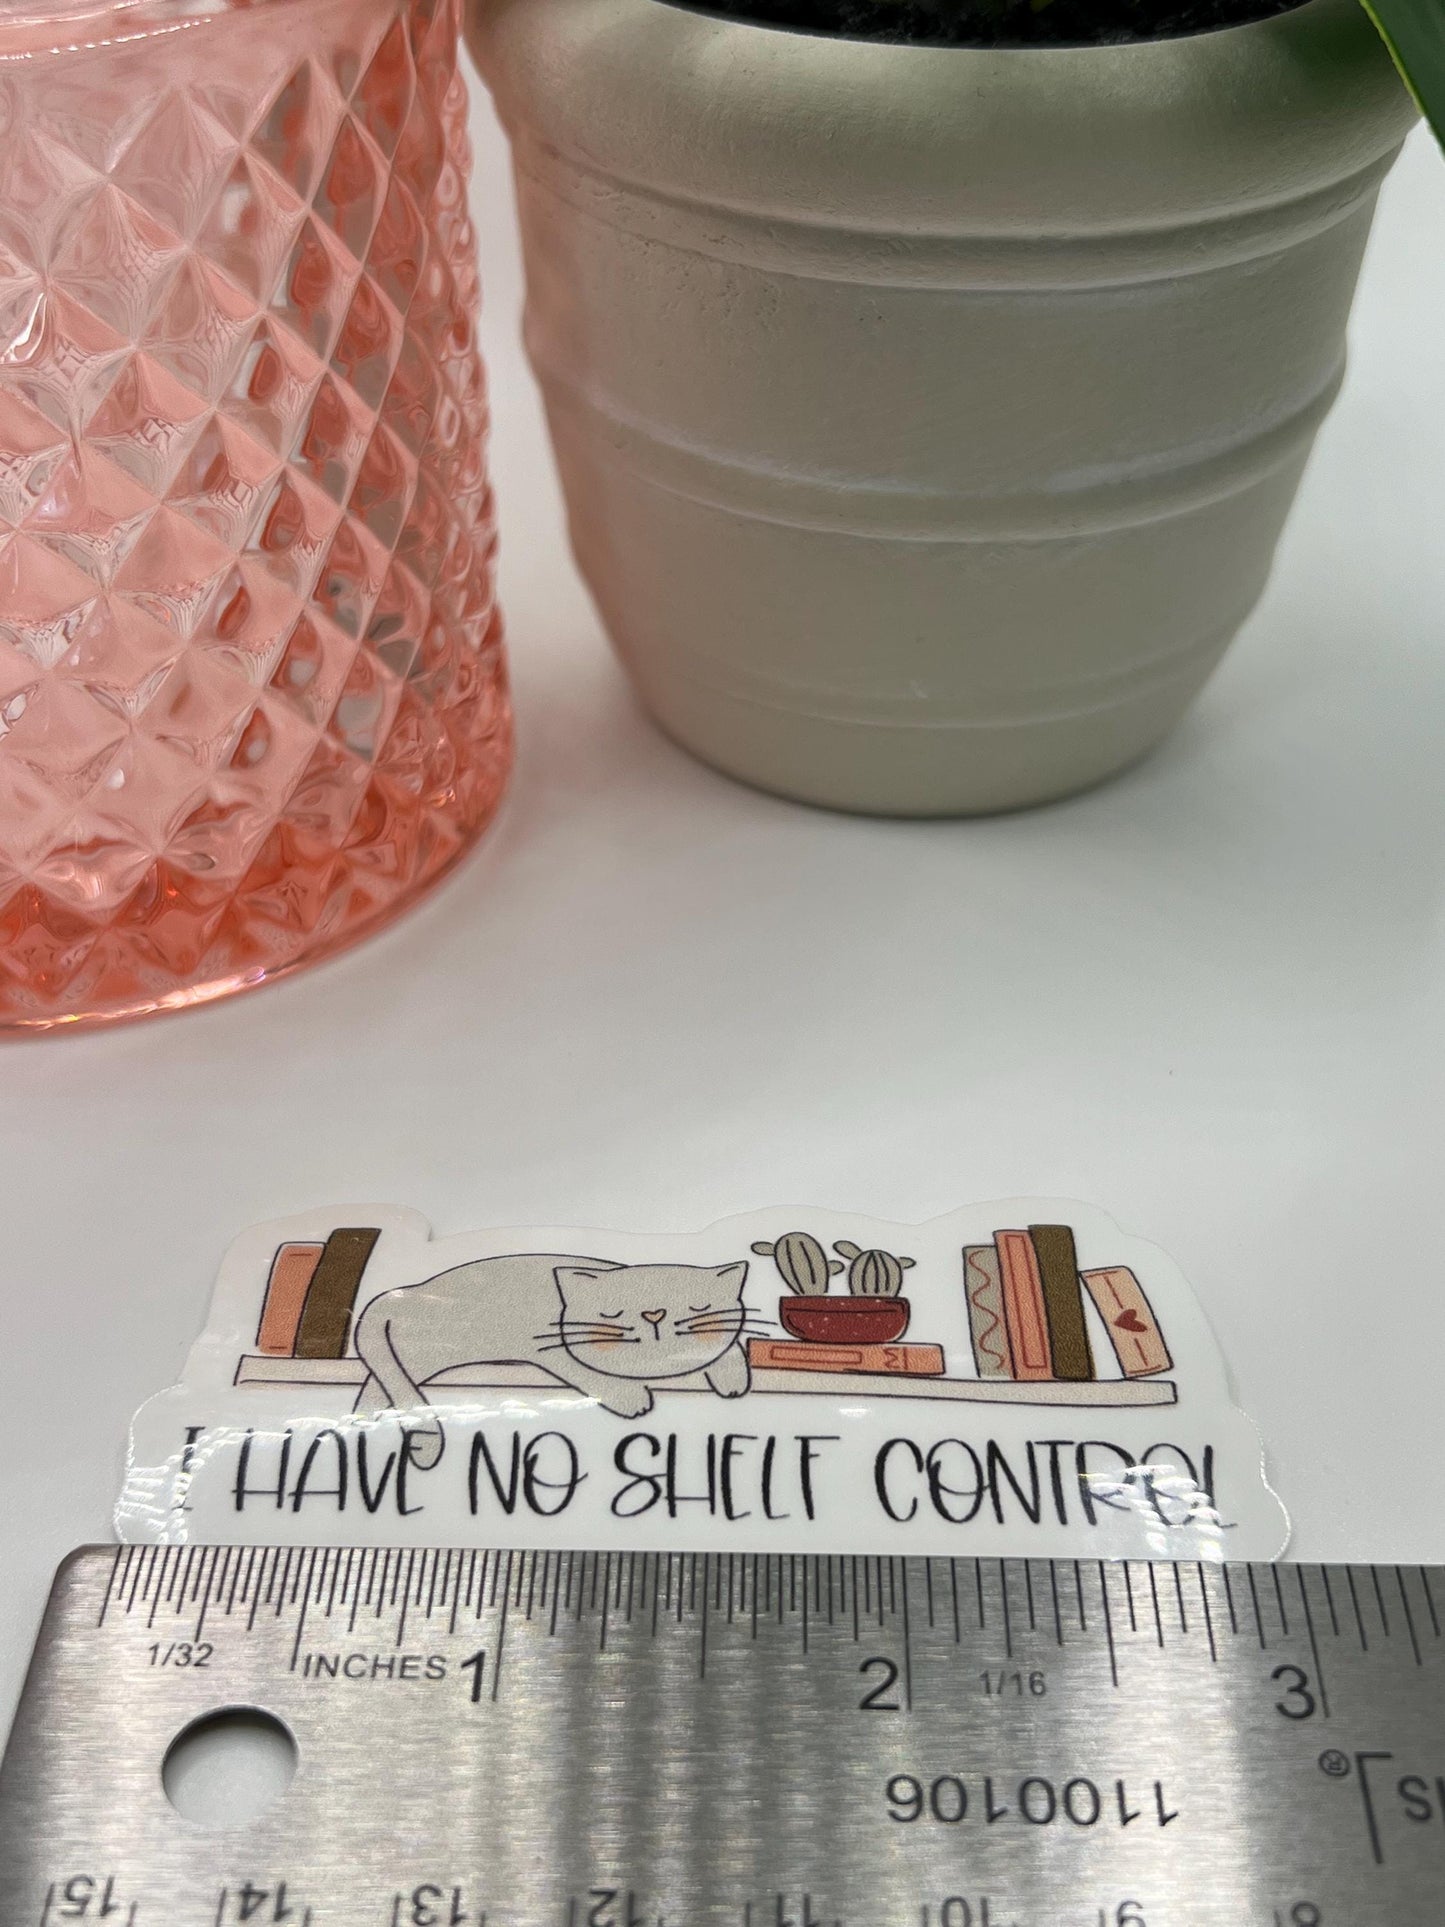 I HAVE NO SHELF CONTROL
1/32 INCHES 1 2 1/16 3
1100106 ®
15 14 13 12 11 10 9 8